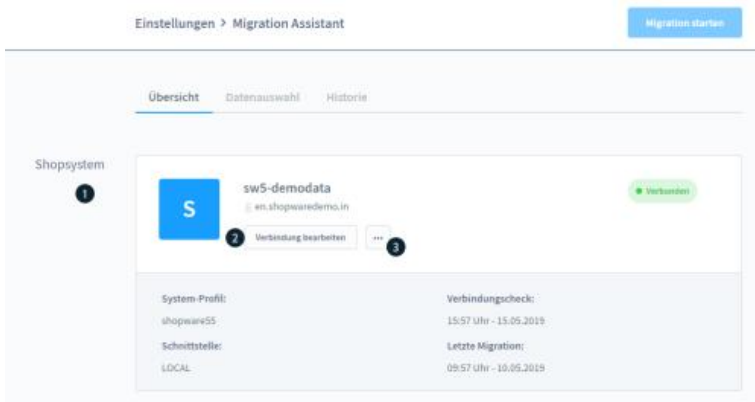 Einstellungen > Migration Assistant
Migration starten
Übersicht Datenauswahl Historie
Shopsystem
1
S
sw5-demodata
en.shopwaredemo.in
Verbunden
2 Verbindung bearbeiten ... 3
System-Profil: Verbindungscheck:
shopware55 15:57 Uhr - 15.05.2019
Schnittstelle: Letzte Migration:
LOCAL 09:57 Uhr - 10.05.2019